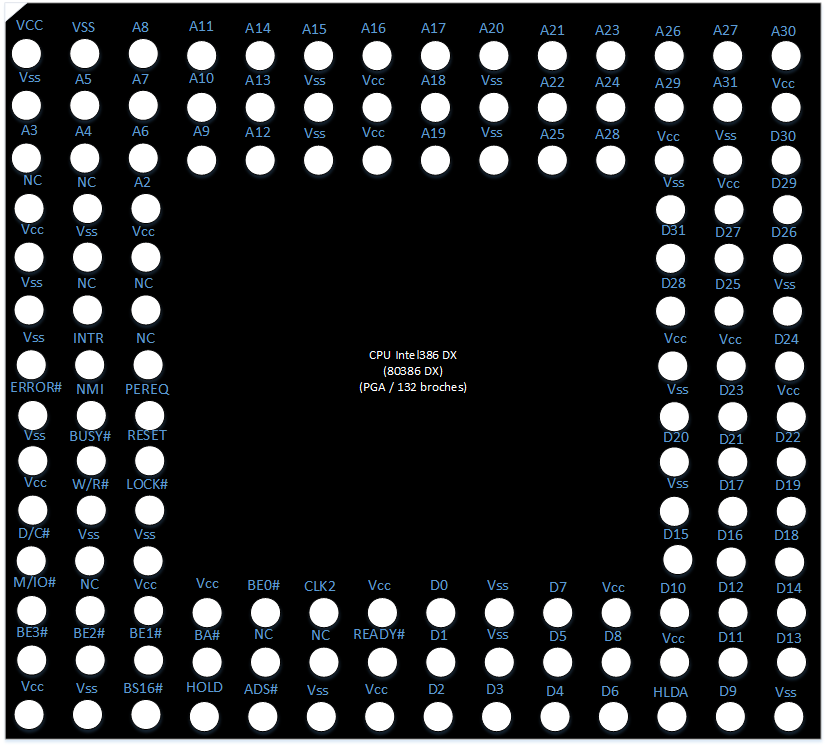 VCC VSS A8 A11 A14 A15 A16 A17 A20 A21 A23 A26 A27 A30
Vss A5 A7 A10 A13 Vss Vcc A18 Vss A22 A24 A29 A31 Vcc
A3 A4 A6 A9 A12 Vss Vcc A19 Vss A25 A28 Vcc Vss D30
NC NC A2 Vss Vcc D29
Vcc Vss Vcc D31 D27 D26
Vss NC NC D28 D25 Vss
Vss INTR NC Vcc Vcc D24
CPU Intel386 DX
(80386 DX)
(PGA / 132 broches)
ERROR# NMI PEREQ Vss D23 Vcc
Vss BUSY# RESET D20 D21 D22
Vcc W/R# LOCK# Vss D17 D19
D/C# Vss Vss D15 D16 D18
M/IO# NC Vcc Vcc BE0# CLK2 Vcc D0 Vss D7 Vcc D10 D12 D14
BE3# BE2# BE1# BA# NC NC READY# D1 Vss D5 D8 Vcc D11 D13
Vcc Vss BS16# HOLD ADS# Vss Vcc D2 D3 D4 D6 HLDA D9 Vss